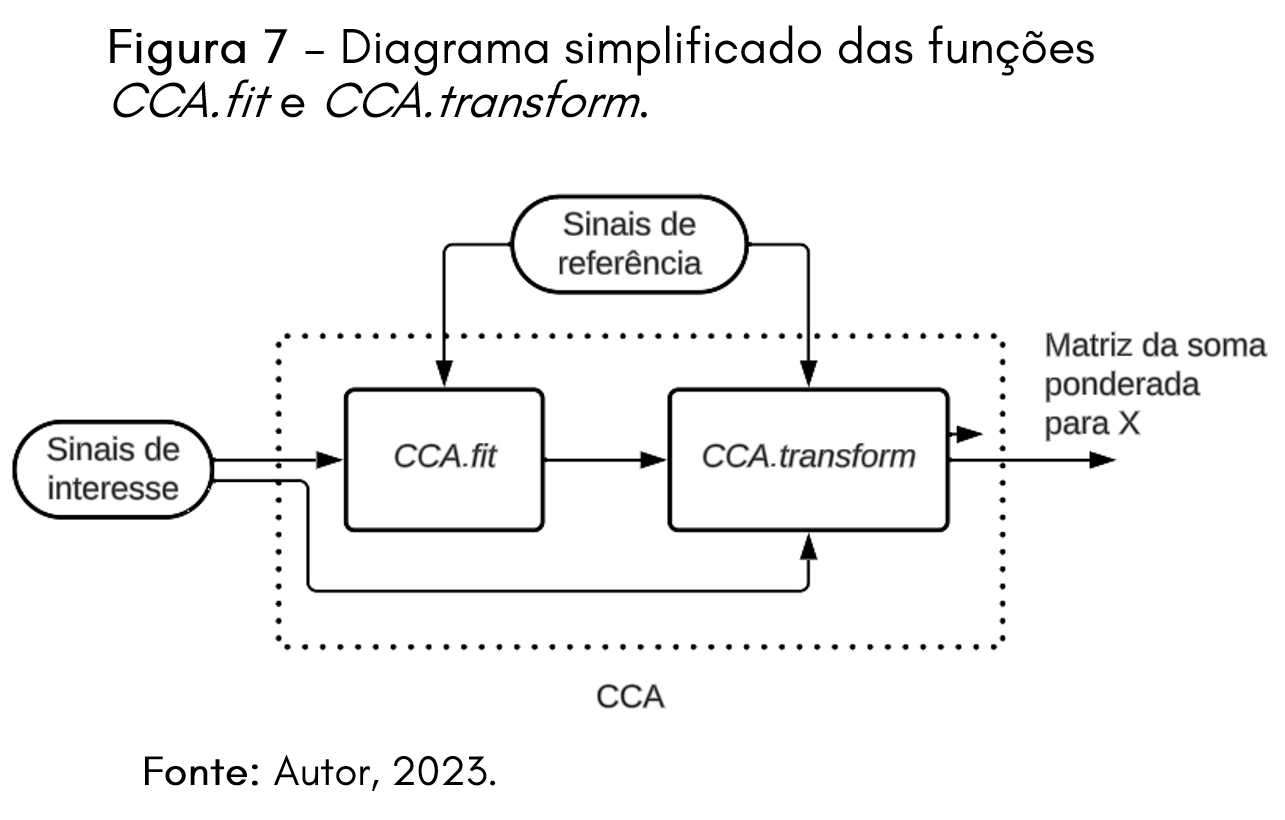 Figura 7 – Diagrama simplificado das funções
CCA.fit e CCA.transform.
Sinais de
referência
Matriz da soma
ponderada
para X
Sinais de
interesse
CCA.fit
CCA.transform
CCA
Fonte: Autor, 2023.